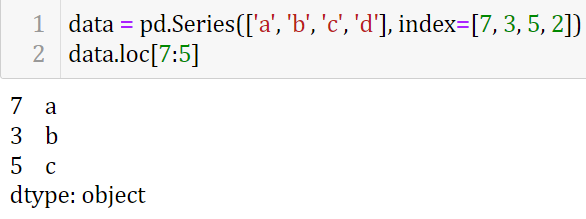 1 data = pd.Series(['a', 'b', 'c', 'd'], index=[7, 3, 5, 2])
2 data.loc[7:5]
7 a
3 b
5 c
dtype: object